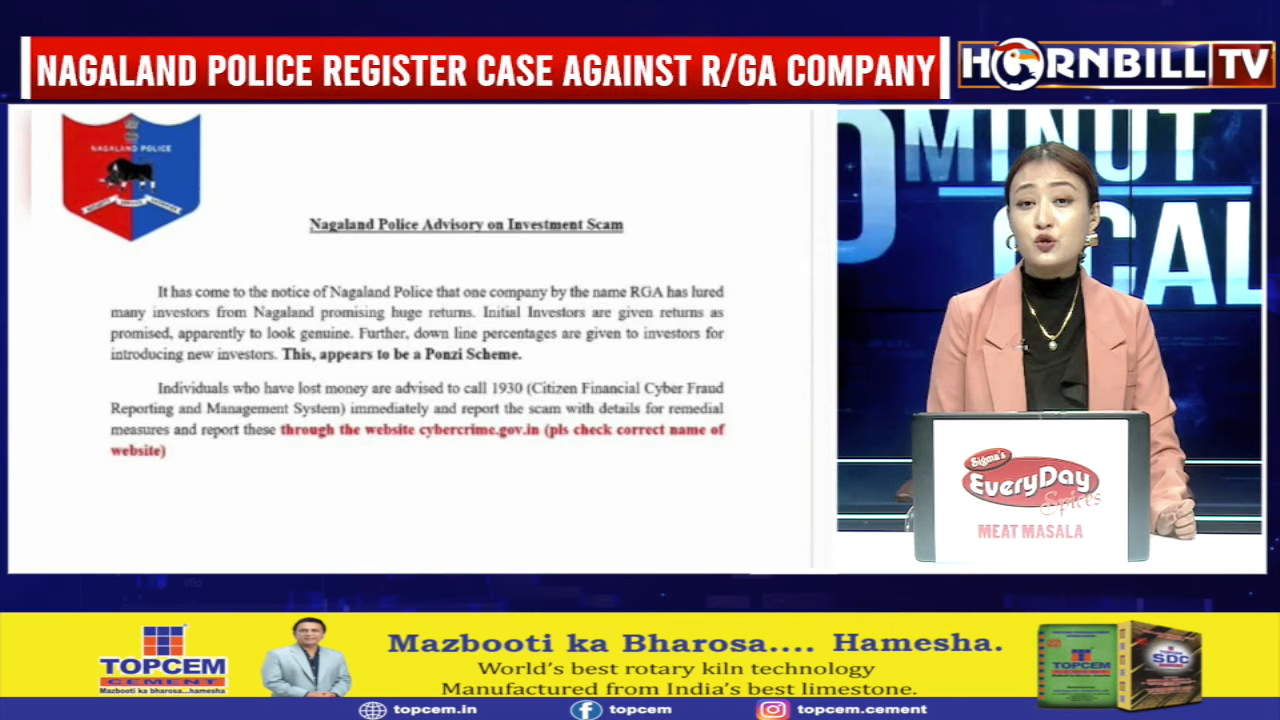 NAGALAND POLICE REGISTER CASE AGAINST R/GA COMPANY
HORNBILL TV
NAGALAND POLICE
Nagaland Police Advisory on Investment Scam
It has come to the notice of Nagaland Police that one company by the name RGA has lured
many investors from Nagaland promising huge returns. Initial Investors are given returns as
promised, apparently to look genuine. Further, down line percentages are given to investors for
introducing new investors. This, appears to be a Ponzi Scheme.
Individuals who have lost money are advised to call 1930 (Citizen Financial Cyber Fraud
Reporting and Management System) immediately and report the scam with details for remedial
measures and report these through the website cybercrime.gov.in (pls check correct name of
website)
MINUT
CAL
Sigma's
EveryDay
Spices
MEAT MASALA
TOPCEM
CEMENT
Mazbooti ka bharosa...hamesha
Mazbooti ka Bharosa.... Hamesha.
World's best rotary kiln technology
Manufactured from India's best limestone.
TOPCEM
SDC
topcem.in
topcem
topcem.cement